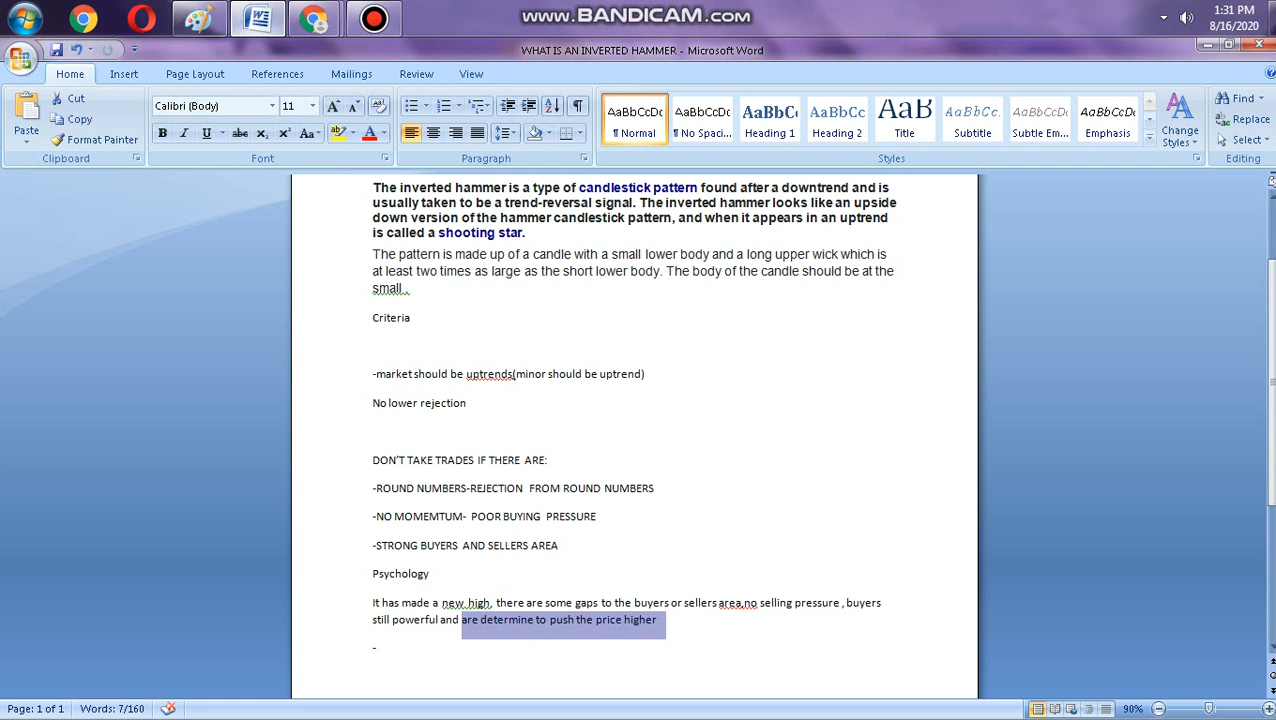 www.BANDICAM.com
1:31 PM
8/16/2020
WHAT IS AN INVERTED HAMMER - Microsoft Word
Home Insert Page Layout References Mailings Review View
Paste
Cut
Copy
Format Painter
Clipboard
Calibri (Body) 11
Font
Paragraph
AaBbCcDc AaBbCcDc AaBbC AaBbCc AaB AaBbCc. AaBbCcDc AaBbCcDc
¶ Normal ¶ No Spaci... Heading 1 Heading 2 Title Subtitle Subtle Em... Emphasis
Change Styles
Styles
Find
Replace
Select
Editing
The inverted hammer is a type of candlestick pattern found after a downtrend and is
usually taken to be a trend-reversal signal. The inverted hammer looks like an upside
down version of the hammer candlestick pattern, and when it appears in an uptrend
is called a shooting star.
The pattern is made up of a candle with a small lower body and a long upper wick which is
at least two times as large as the short lower body. The body of the candle should be at the
small .
Criteria
-market should be uptrends(minor should be uptrend)
No lower rejection
DON'T TAKE TRADES IF THERE ARE:
-ROUND NUMBERS-REJECTION FROM ROUND NUMBERS
-NO MOMEMTUM- POOR BUYING PRESSURE
-STRONG BUYERS AND SELLERS AREA
Psychology
It has made a new high, there are some gaps to the buyers or sellers area,no selling pressure , buyers
still powerful and are determine to push the price higher
-
Page: 1 of 1 Words: 7/160 90%